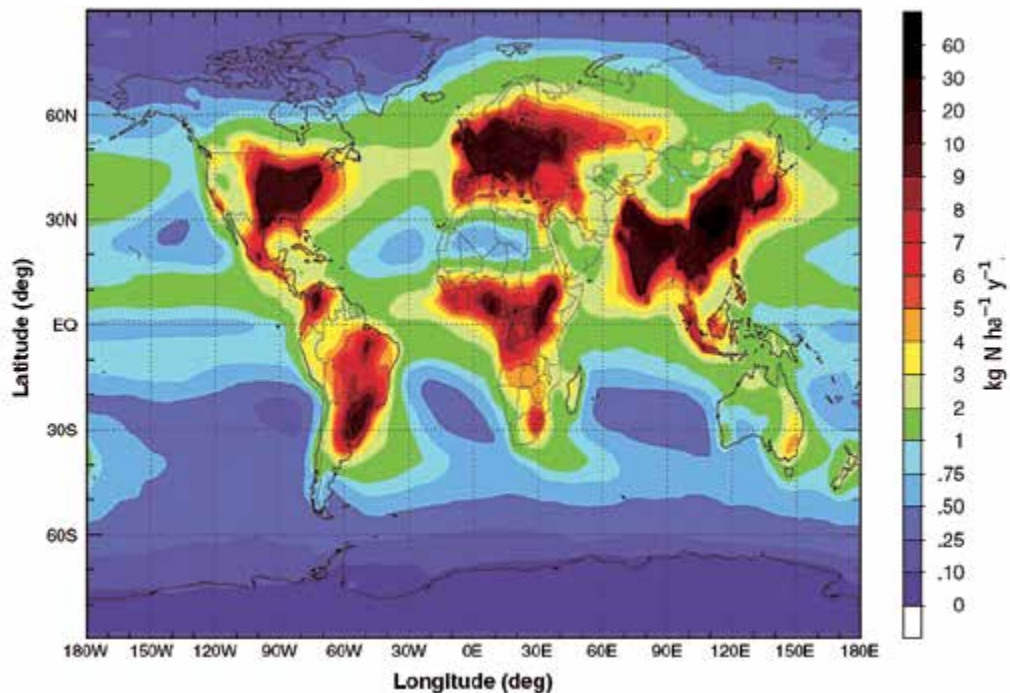 60N
30N
EQ
30S
60S
Latitude (deg)
180W 150W 120W 90W 60W 30W 0E 30E 60E 90E 120E 150E 180E
Longitude (deg)
60
30
20
10
9
8
7
6
5
4
3
2
1
.75
.50
.25
.10
0
kg N ha⁻¹ y⁻¹